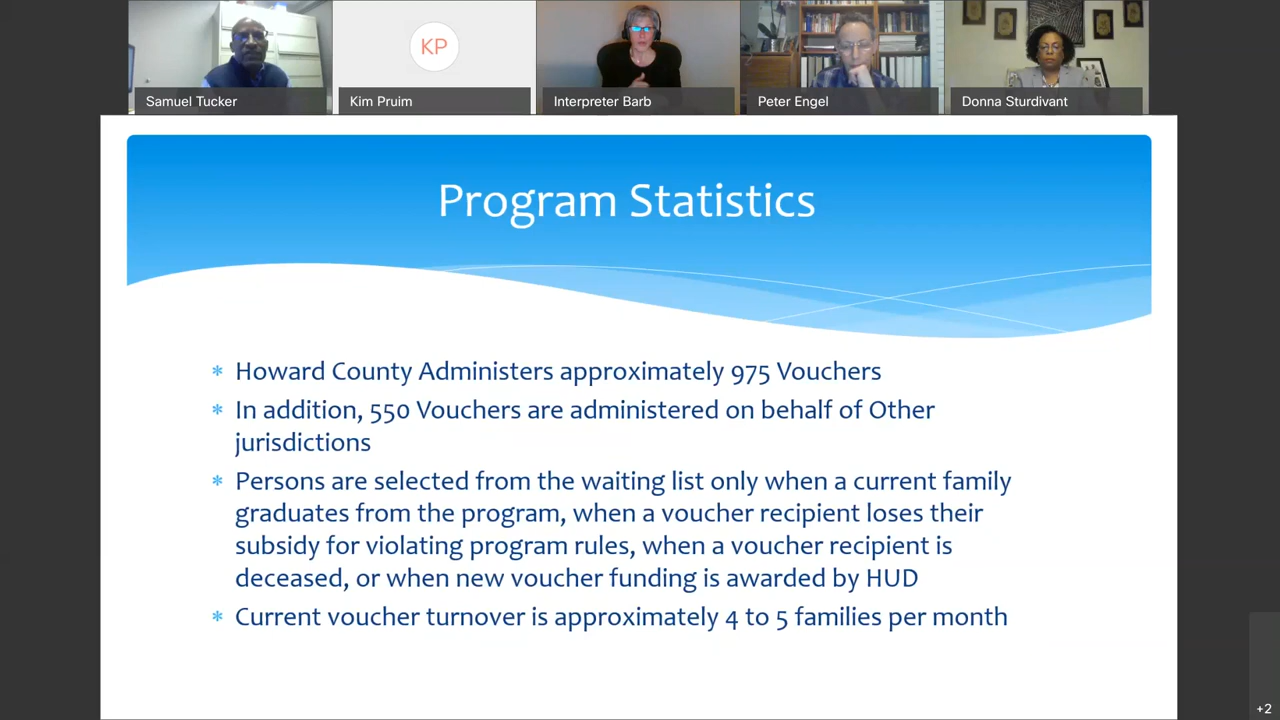 Samuel Tucker
KP
Kim Pruim
Interpreter Barb
Peter Engel
Donna Sturdivant
Program Statistics
* Howard County Administers approximately 975 Vouchers
* In addition, 550 Vouchers are administered on behalf of Other
jurisdictions
* Persons are selected from the waiting list only when a current family
graduates from the program, when a voucher recipient loses their
subsidy for violating program rules, when a voucher recipient is
deceased, or when new voucher funding is awarded by HUD
* Current voucher turnover is approximately 4 to 5 families per month
+2